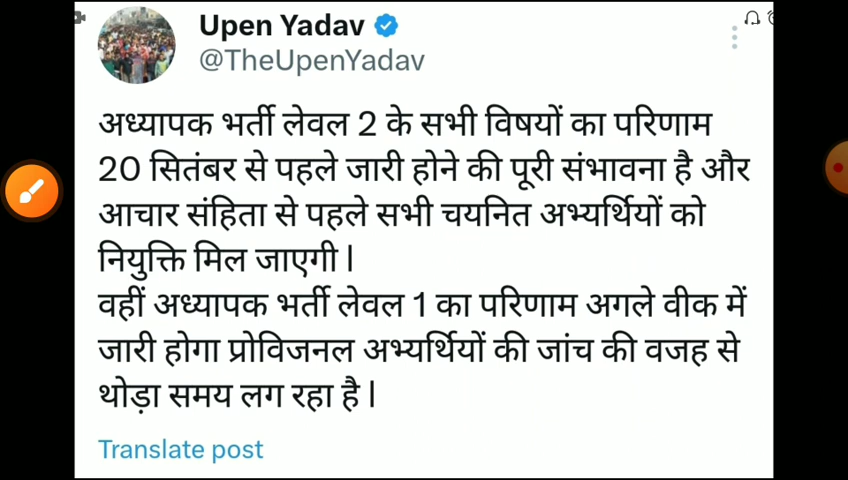 Upen Yadav
@TheUpenYadav
अध्यापक भर्ती लेवल 2 के सभी विषयों का परिणाम
20 सितंबर से पहले जारी होने की पूरी संभावना है और
आचार संहिता से पहले सभी चयनित अभ्यर्थियों को
नियुक्ति मिल जाएगी |
वहीं अध्यापक भर्ती लेवल 1 का परिणाम अगले वीक में
जारी होगा प्रोविजनल अभ्यर्थियों की जांच की वजह से
थोड़ा समय लग रहा है |
Translate post